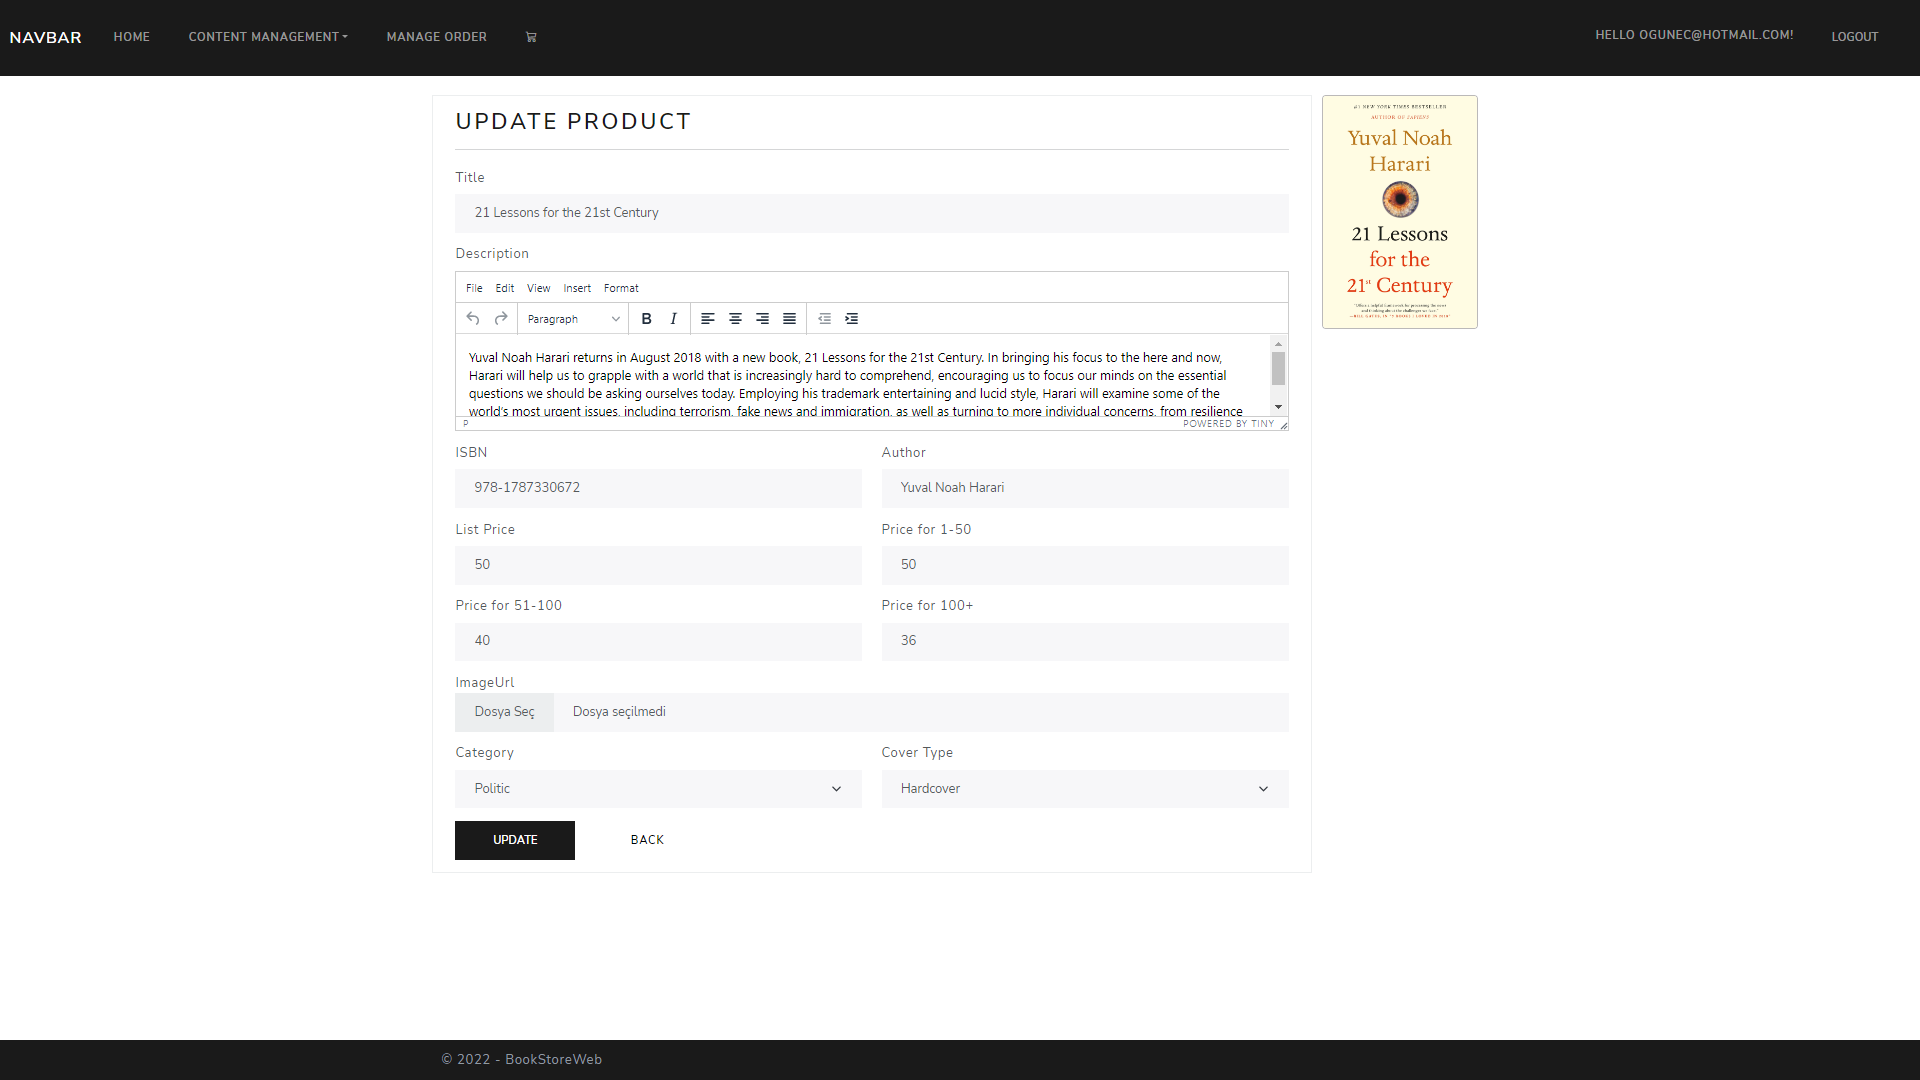 NAVBAR HOME CONTENT MANAGEMENT MANAGE ORDER HELLO OGUNEC@HOTMAIL.COM! LOGOUT
UPDATE PRODUCT
Title
21 Lessons for the 21st Century
Description
File Edit View Insert Format
Paragraph B I
Yuval Noah Harari returns in August 2018 with a new book, 21 Lessons for the 21st Century. In bringing his focus to the here and now,
Harari will help us to grapple with a world that is increasingly hard to comprehend, encouraging us to focus our minds on the essential
questions we should be asking ourselves today. Employing his trademark entertaining and lucid style, Harari will examine some of the
world's most urgent issues, including terrorism, fake news and immigration, as well as turning to more individual concerns, from resilience
P POWERED BY TINY
ISBN Author
978-1787330672 Yuval Noah Harari
List Price Price for 1-50
50 50
Price for 51-100 Price for 100+
40 36
ImageUrl
Dosya Seç Dosya seçilmedi
Category Cover Type
Politic Hardcover
UPDATE BACK
#1 NEW YORK TIMES BESTSELLER
AUTHOR OF SAPIENS
Yuval Noah
Harari
21 Lessons
for the
21st Century
© 2022 - BookStoreWeb